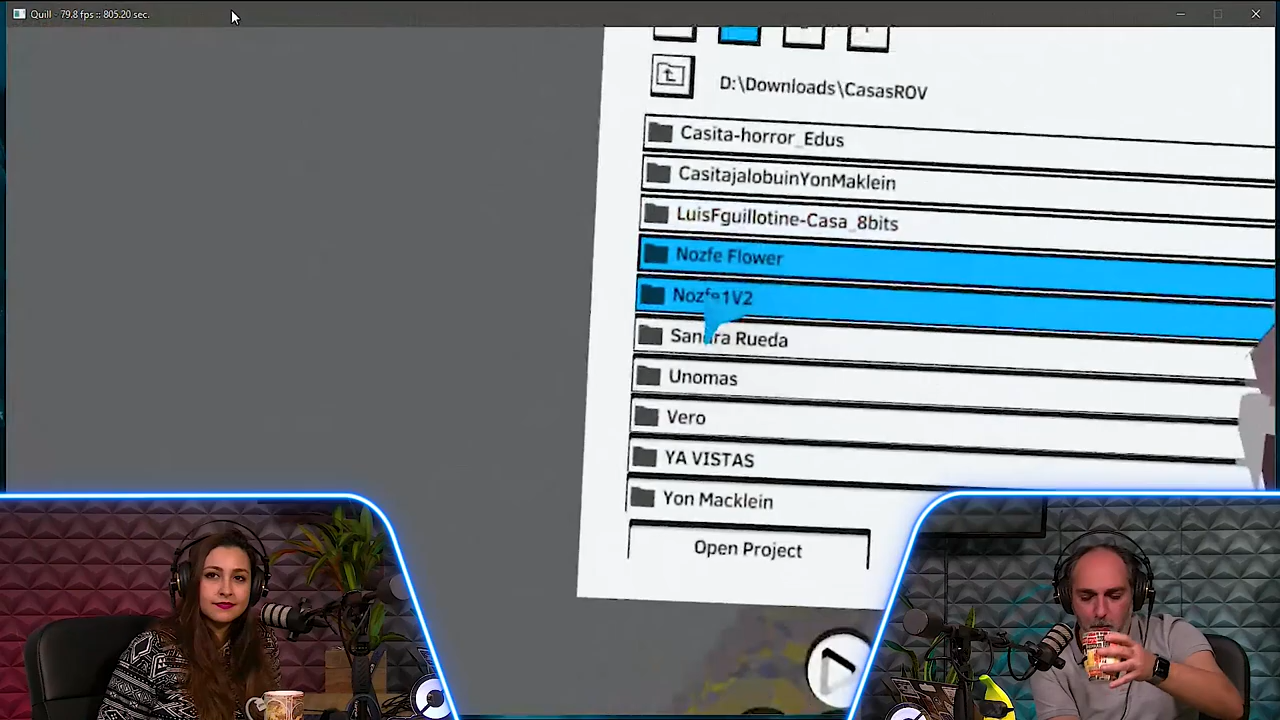 Quill - 79.8 fps :: 805.20 sec.
D:\Downloads\CasasROV
Casita-horror_Edus
CasitajalobuinYonMaklein
LuisFguillotine-Casa_8bits
Nozfe Flower
Nozfe1V2
Sandra Rueda
Unomas
Vero
YA VISTAS
Yon Macklein
Open Project